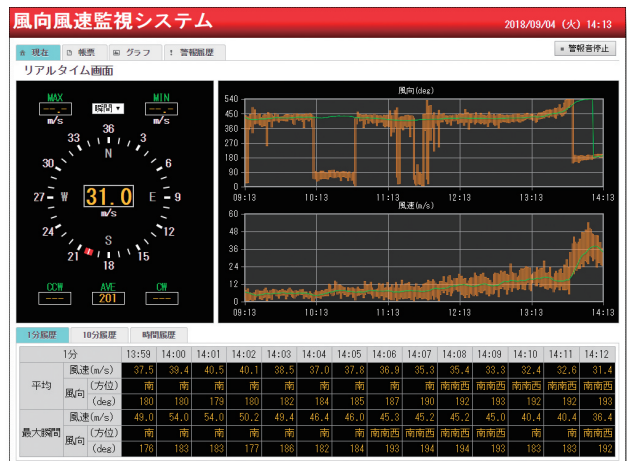 風向風速監視システム
2018/09/04 (火) 14:13
現在 帳票 グラフ ! 警報履歴
警報音停止
リアルタイム画面
MAX
--.-
m/s
瞬間 ▼
MIN
--.-
m/s
36
33 3
N
30 6
27 W 31.0 E 9
m/s
24 12
S
21 15
18
CCW
---
AVE
201
CW
---
風向(deg)
540
450
360
270
180
90
0
09:13 10:13 11:13 12:13 13:13 14:13
風速(m/s)
60
48
36
24
12
0
09:13 10:13 11:13 12:13 13:13 14:13
1分履歴 10分履歴 時間履歴
1分 13:59 14:00 14:01 14:02 14:03 14:04 14:05 14:06 14:07 14:08 14:09 14:10 14:11 14:12
平均 風速(m/s) 37.5 39.4 40.5 40.1 38.5 37.0 37.8 36.9 35.3 35.4 33.3 32.4 32.6 31.4
風向 (方位) 南 南 南 南 南 南 南 南 南 南南西 南南西 南南西 南南西 南南西
(deg) 180 180 179 180 182 184 185 187 190 192 193 192 192 193
最大瞬間 風速(m/s) 49.0 54.0 54.0 50.2 49.4 46.4 46.0 45.3 45.2 45.2 45.0 40.4 40.4 36.4
風向 (方位) 南 南 南 南 南 南 南 南南西 南南西 南南西 南南西 南 南 南南西
(deg) 176 183 183 177 186 182 184 193 194 194 193 183 183 192